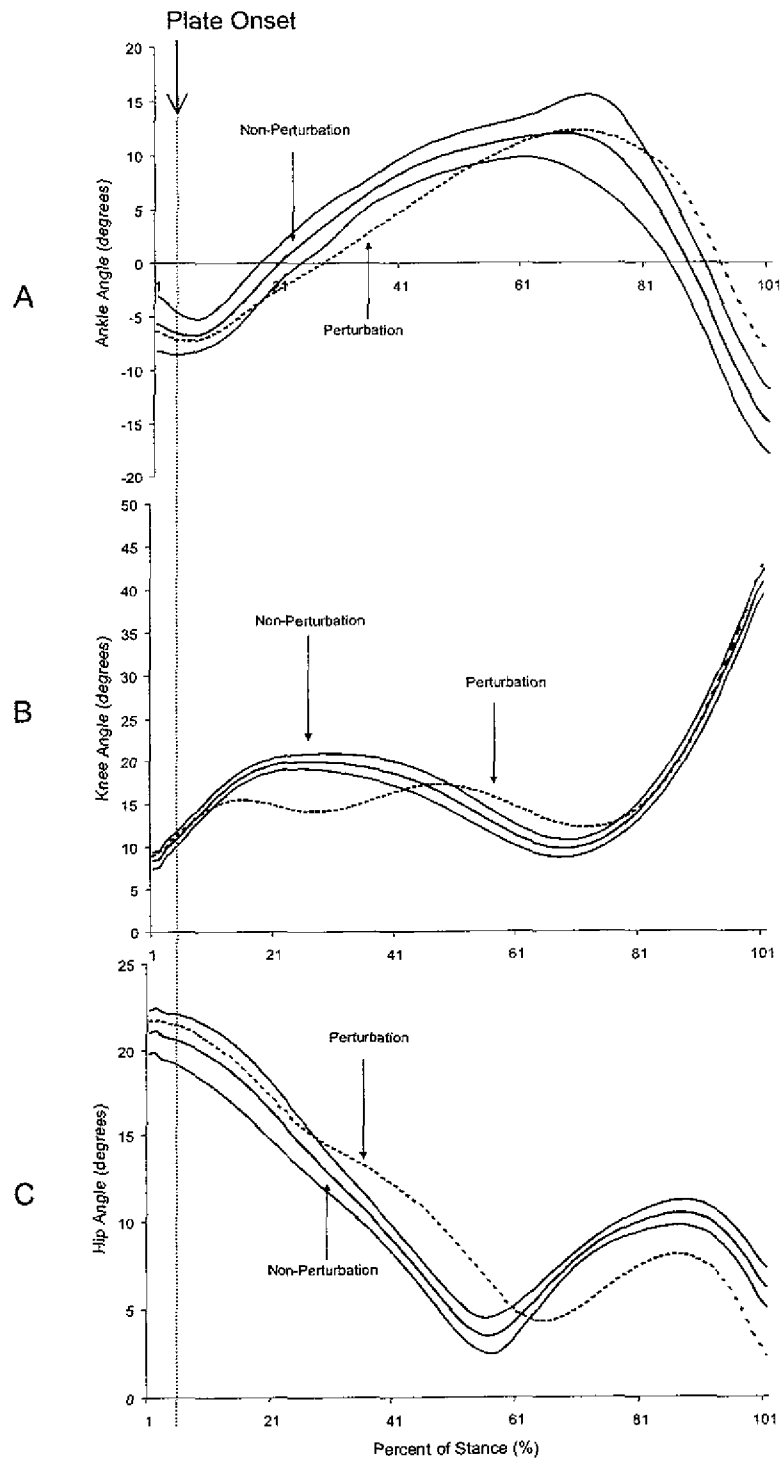 Plate Onset
20
15
10
5
0
-5
-10
-15
-20
Ankle Angle (degrees)
A
Non-Perturbation
Perturbation
1 21 41 61 81 101
50
45
40
35
30
25
20
15
10
5
0
Knee Angle (degrees)
B
Non-Perturbation
Perturbation
1 21 41 61 81 101
25
20
15
10
5
0
Hip Angle (degrees)
C
Perturbation
Non-Perturbation
1 21 41 61 81 101
Percent of Stance (%)